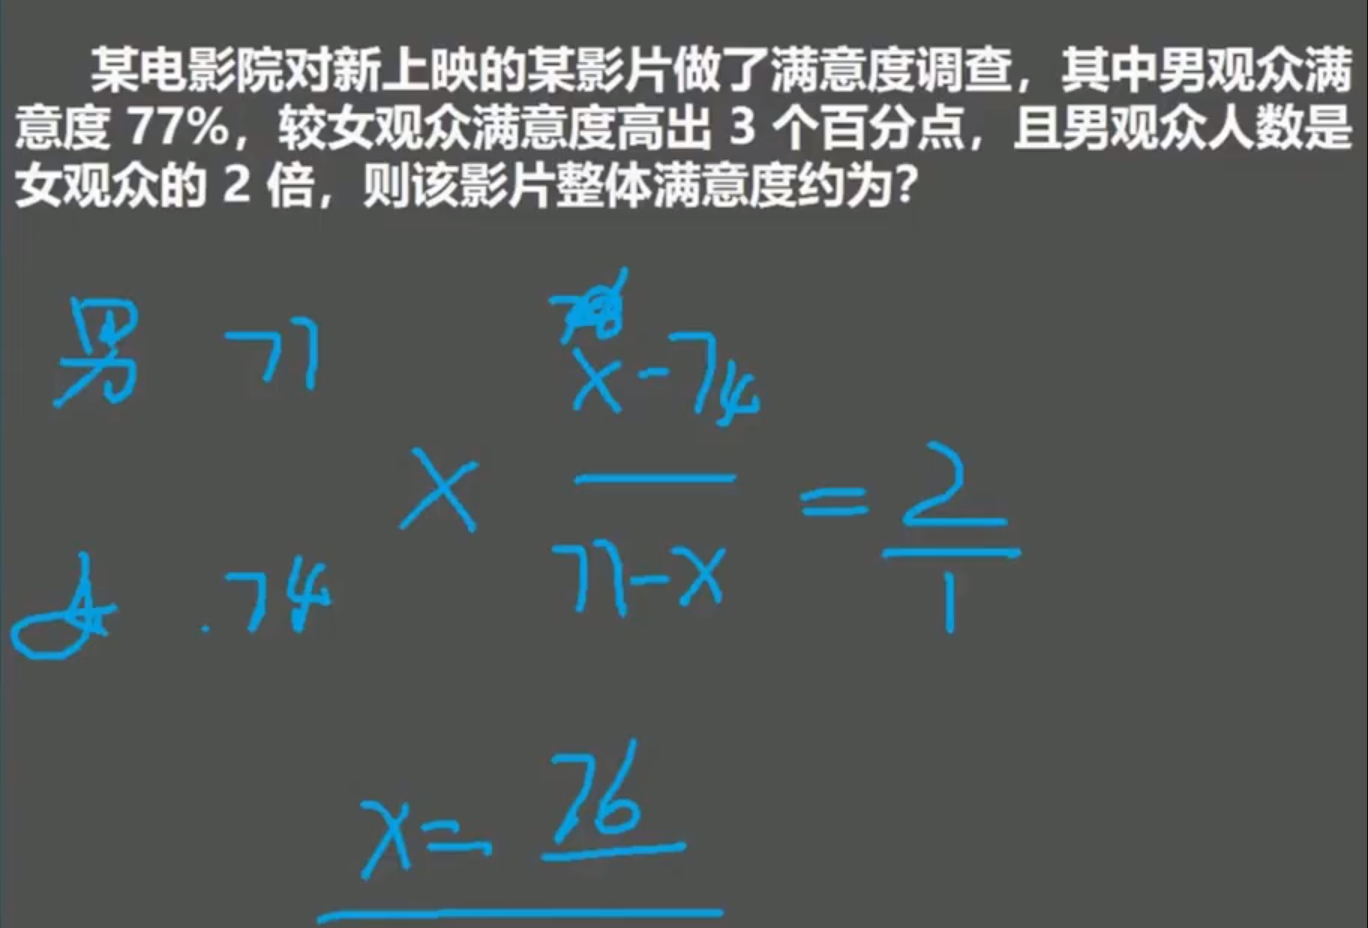 某电影院对新上映的某影片做了满意度调查，其中男观众满
意度 77%，较女观众满意度高出 3 个百分点，且男观众人数是
女观众的 2 倍，则该影片整体满意度约为？
男 77
x-74
x
= 2
77-x
1
女 .74
x= 76